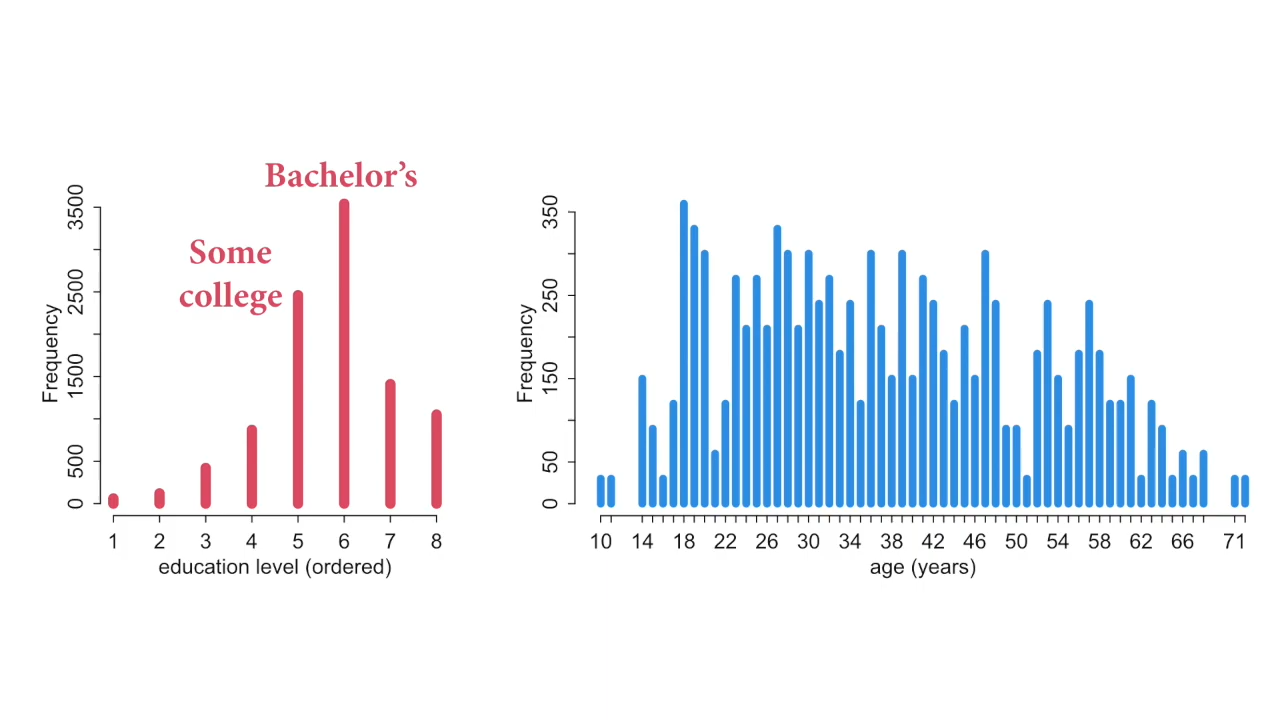 Bachelor's
Some
college
Frequency
0 500 1500 2500 3500
1 2 3 4 5 6 7 8
education level (ordered)
Frequency
0 50 150 250 350
10 14 18 22 26 30 34 38 42 46 50 54 58 62 66 71
age (years)